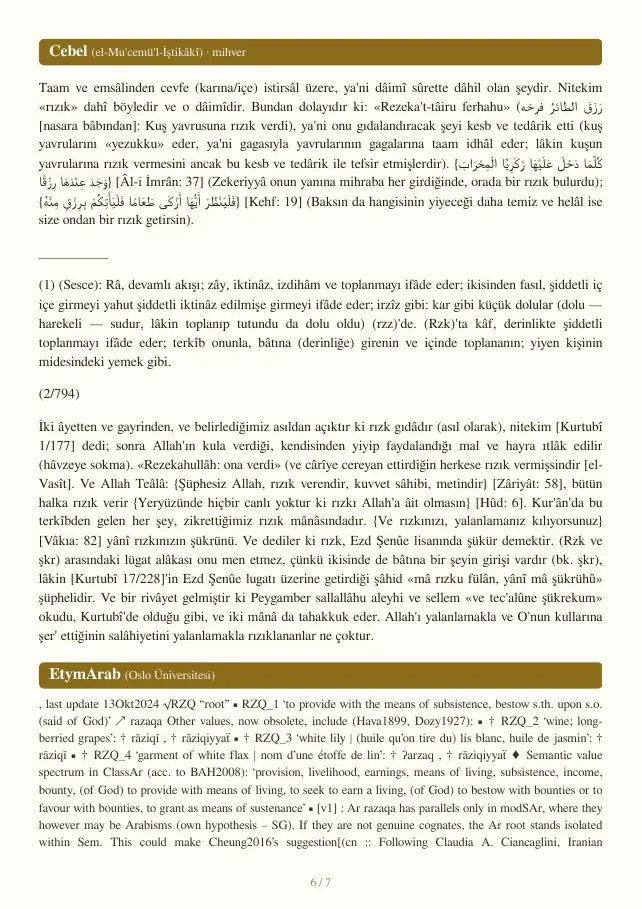 Cebel (el-Mu'cemü'l-İştikâkî) · mihver
Taam ve emsâlinden cevfe (karına/içe) istirsâl üzere, ya'ni dâimî sûrette dâhil olan şeydir. Nitekim
«rızık» dahî böyledir ve o dâimîdir. Bundan dolayıdır ki: «Rezeka't-tâiru ferhahu» (رَزَقَ الطائرُ فرخه
[nasara bâbından]: Kuş yavrusuna rızık verdi), ya'ni onu gıdalandıracak şeyi kesb ve tedârik etti (kuş
yavrularını «yezukku» eder, ya'ni gagasıyla yavrularının gagalarına taam idhâl eder; lâkin kuşun
yavrularına rızık vermesini ancak bu kesb ve tedârik ile tefsir etmişlerdir). {كُلَّمَا دَخَلَ عَلَيْهَا زَكَرِيَّا الْمِحْرَابَ
وَجَدَ عِندَهَا رِزْقًا} [Âl-i İmrân: 37] (Zekeriyyâ onun yanına mihraba her girdiğinde, orada bir rızık bulurdu);
{فَلْيَنظُرْ أَيُّهَا أَزْكَى طَعَامًا فَلْيَأْتِكُمْ بِرِزْقٍ مِنْهُ} [Kehf: 19] (Baksın da hangisinin yiyeceği daha temiz ve helâl ise
size ondan bir rızık getirsin).
(1) (Sesce): Râ, devamlı akışı; zây, iktinâz, izdihâm ve toplanmayı ifâde eder; ikisinden fasıl, şiddetli iç
içe girmeyi yahut şiddetli iktinâz edilmişe girmeyi ifâde eder; irzîz gibi: kar gibi küçük dolular (dolu —
harekeli — sudur, lâkin toplanıp tutundu da dolu oldu) (rzz)'de. (Rzk)'ta kâf, derinlikte şiddetli
toplanmayı ifâde eder; terkîb onunla, bâtına (derinliğe) girenin ve içinde toplananın; yiyen kişinin
midesindeki yemek gibi.
(2/794)
İki âyetten ve gayrinden, ve belirlediğimiz asıldan açıktır ki rızk gıdâdır (asıl olarak), nitekim [Kurtubî
1/177] dedi; sonra Allah'ın kula verdiği, kendisinden yiyip faydalandığı mal ve hayra ıtlâk edilir
(hâvzeye sokma). «Rezekahullâh: ona verdi» (ve cârîye cereyan ettirdiğin herkese rızık vermişsindir [el-
Vasît]. Ve Allah Teâlâ: {Şüphesiz Allah, rızık verendir, kuvvet sâhibi, metindir} [Zâriyât: 58], bütün
halka rızık verir {Yeryüzünde hiçbir canlı yoktur ki rızkı Allah'a âit olmasın} [Hûd: 6]. Kur'ân'da bu
terkîbden gelen her şey, zikrettiğimiz rızık mânâsındadır. {Ve rızkınızı, yalanlamanız kılıyorsunuz}
[Vâkıa: 82] yânî rızkınızın şükrünü. Ve dediler ki rızk, Ezd Şenûe lisanında şükür demektir. (Rzk ve
şkr) arasındaki lügat alâkası onu men etmez, çünkü ikisinde de bâtına bir şeyin girişi vardır (bk. şkr),
lâkin [Kurtubî 17/228]'in Ezd Şenûe lugatı üzerine getirdiği şâhid «mâ rızku fülân, yânî mâ şükrühû»
şüphelidir. Ve bir rivâyet gelmiştir ki Peygamber sallallâhu aleyhi ve sellem «ve tec'alûne şükrekum»
okudu, Kurtubî'de olduğu gibi, ve iki mânâ da tahakkuk eder. Allah'ı yalanlamakla ve O'nun kullarına
şer' ettiğinin salâhiyetini yalanlamakla rızıklananlar ne çoktur.
EtymArab (Oslo Üniversitesi)
, last update 13Okt2024 √RZQ “root” ▪ RZQ_1 ‘to provide with the means of subsistence, bestow s.th. upon s.o.
(said of God)’ ↗ razaqa Other values, now obsolete, include (Hava1899, Dozy1927): ▪ † RZQ_2 ‘wine; long-
berried grapes’: † rāziqī , † rāziqiyyaẗ ▪ † RZQ_3 ‘white lily | (huile qu’on tire du) lis blanc, huile de jasmin’: †
rāziqī ▪ † RZQ_4 ‘garment of white flax | nom d’une étoffe de lin’: † ʔarzaq , † rāziqiyyaẗ ♦ Semantic value
spectrum in ClassAr (acc. to BAH2008): ‘provision, livelihood, earnings, means of living, subsistence, income,
bounty, (of God) to provide with means of living, to seek to earn a living, (of God) to bestow with bounties or to
favour with bounties, to grant as means of sustenance’ ▪ [v1] : Ar razaqa has parallels only in modSAr, where they
however may be Arabisms (own hypothesis – SG). If they are not genuine cognates, the Ar root stands isolated
within Sem. This could make Cheung2016’s suggestion[(cn :: Following Claudia A. Ciancaglini, Iranian
6 / 7